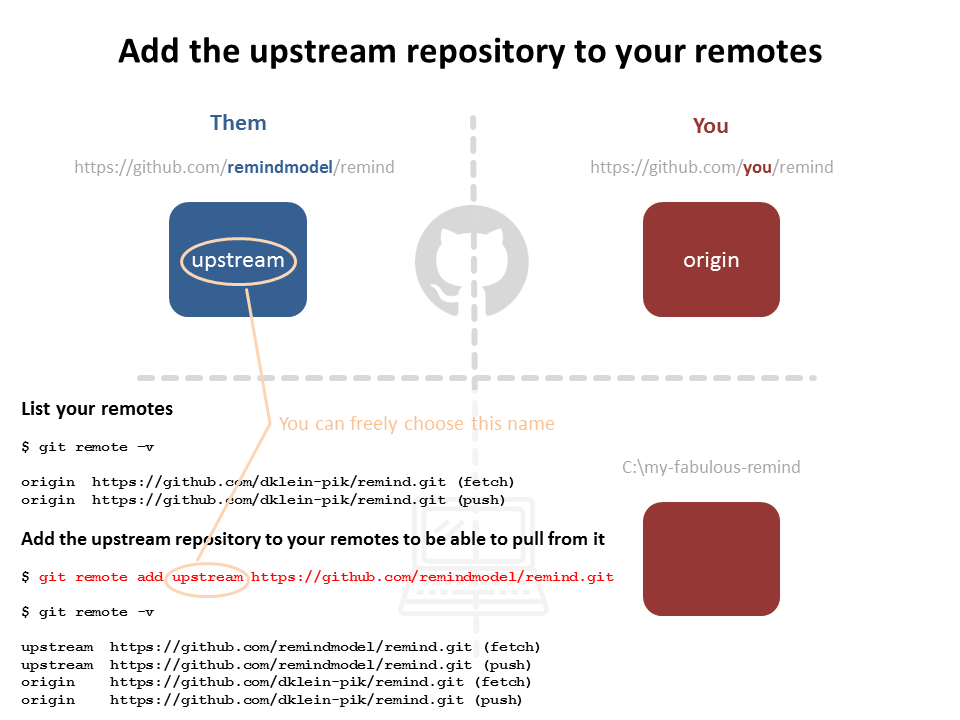 Add the upstream repository to your remotes
Them
You
https://github.com/remindmodel/remind
https://github.com/you/remind
upstream
origin
List your remotes
You can freely choose this name
$ git remote –v
C:\my-fabulous-remind
origin  https://github.com/dklein-pik/remind.git (fetch)
origin  https://github.com/dklein-pik/remind.git (push)
Add the upstream repository to your remotes to be able to pull from it
$ git remote add upstream https://github.com/remindmodel/remind.git
$ git remote –v
upstream  https://github.com/remindmodel/remind.git (fetch)
upstream  https://github.com/remindmodel/remind.git (push)
origin    https://github.com/dklein-pik/remind.git (fetch)
origin    https://github.com/dklein-pik/remind.git (push)